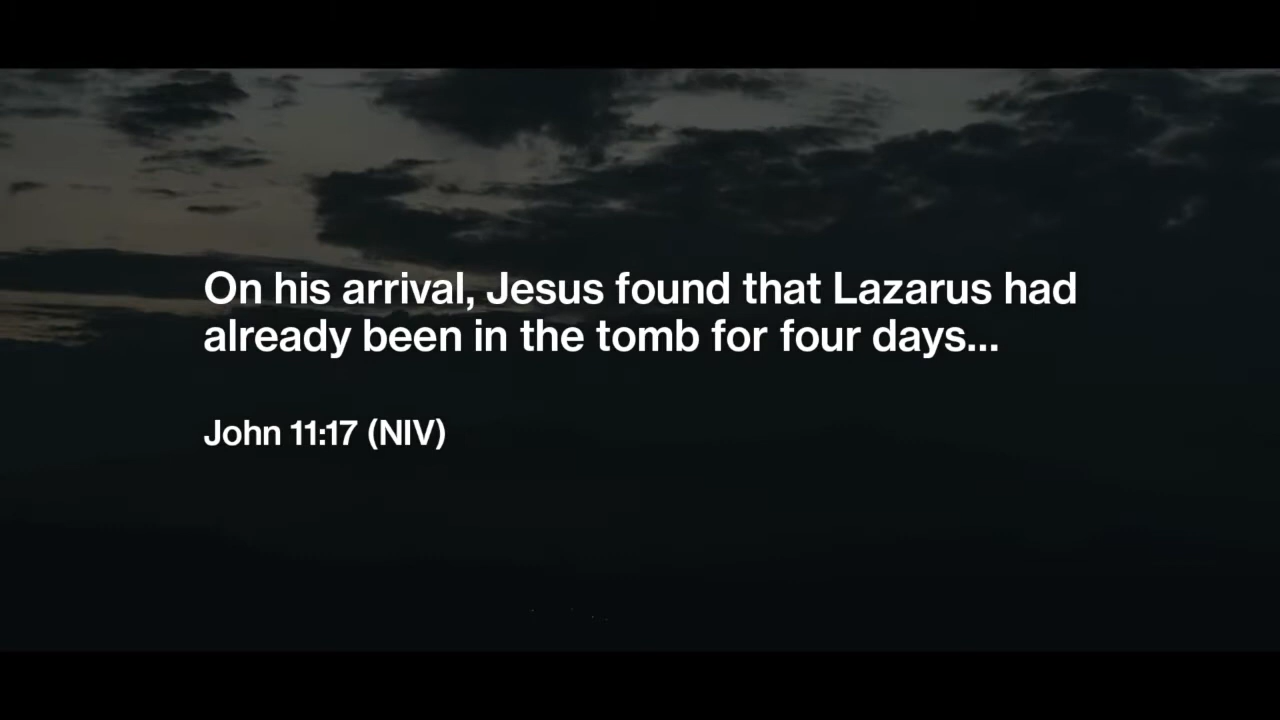 On his arrival, Jesus found that Lazarus had
already been in the tomb for four days...
John 11:17 (NIV)